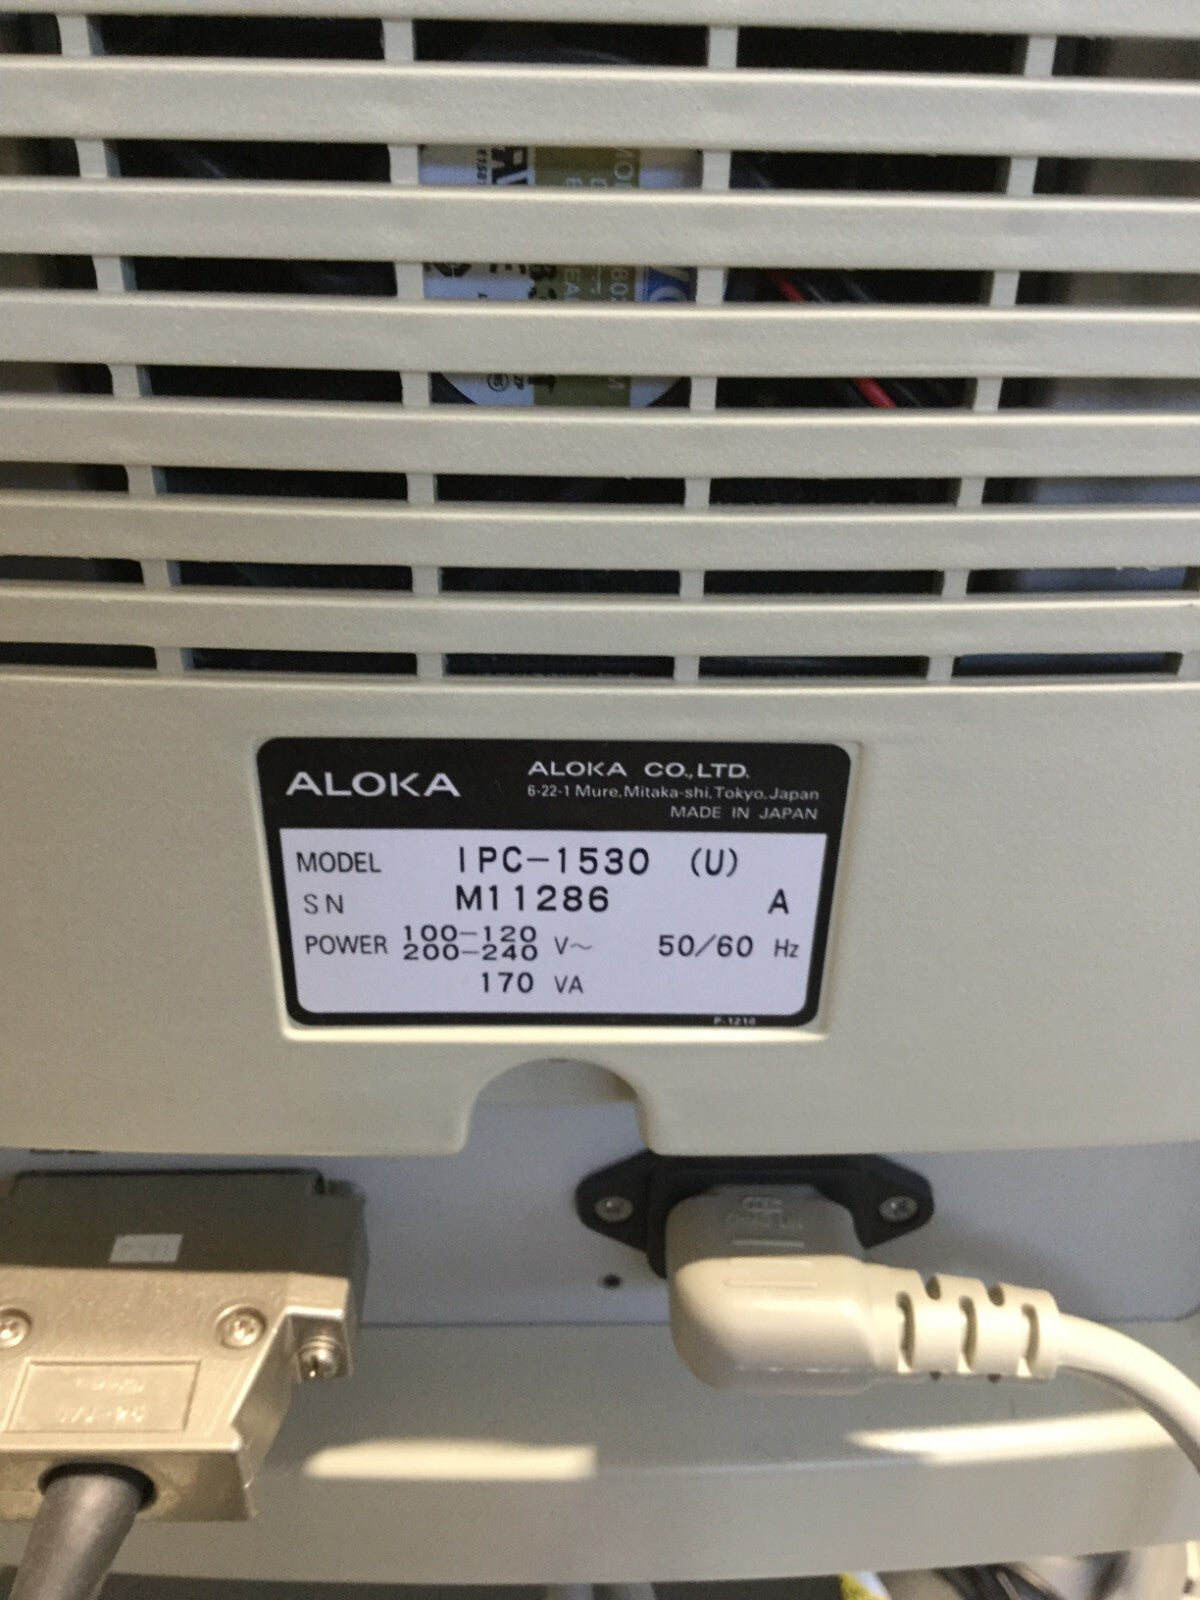 ALOKA
ALOKA CO.,LTD.
6-22-1 Mure, Mitaka-shi, Tokyo, Japan
MADE IN JAPAN
MODEL IPC-1530 (U)
SN M11286 A
POWER 100-120 200-240 V~ 50/60 Hz
170 VA
P-1210